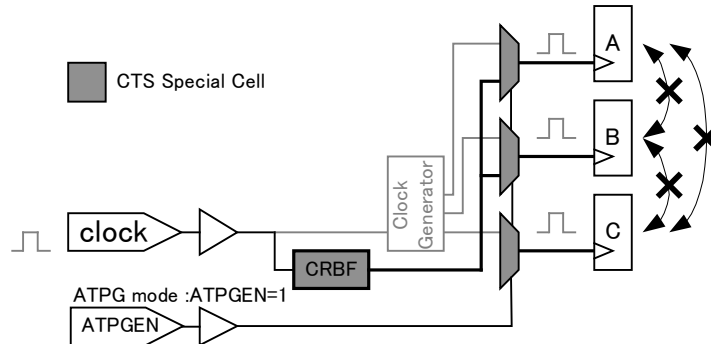 A
CTS Special Cell
B
Clock
Generator
C
clock
CRBF
ATPG mode :ATPGEN=1
ATPGEN